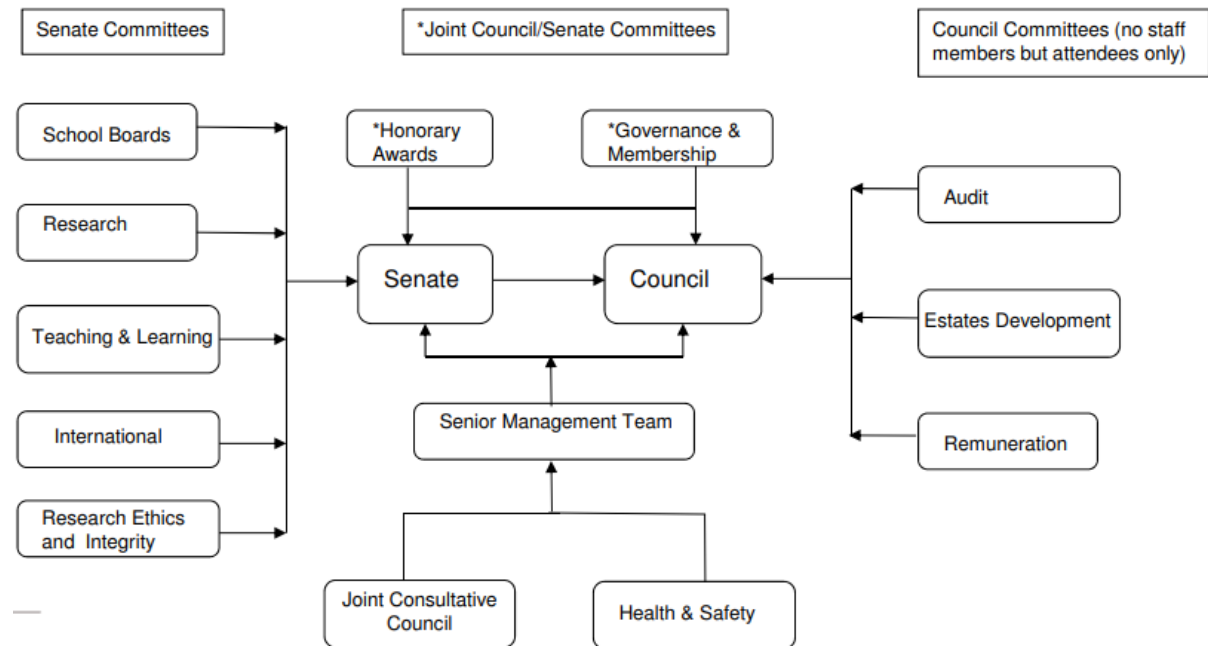 Senate Committees
*Joint Council/Senate Committees
Council Committees (no staff
members but attendees only)
School Boards
*Honorary
Awards
*Governance &
Membership
Audit
Research
Senate
Council
Teaching & Learning
Estates Development
International
Senior Management Team
Remuneration
Research Ethics
and Integrity
Joint Consultative
Council
Health & Safety